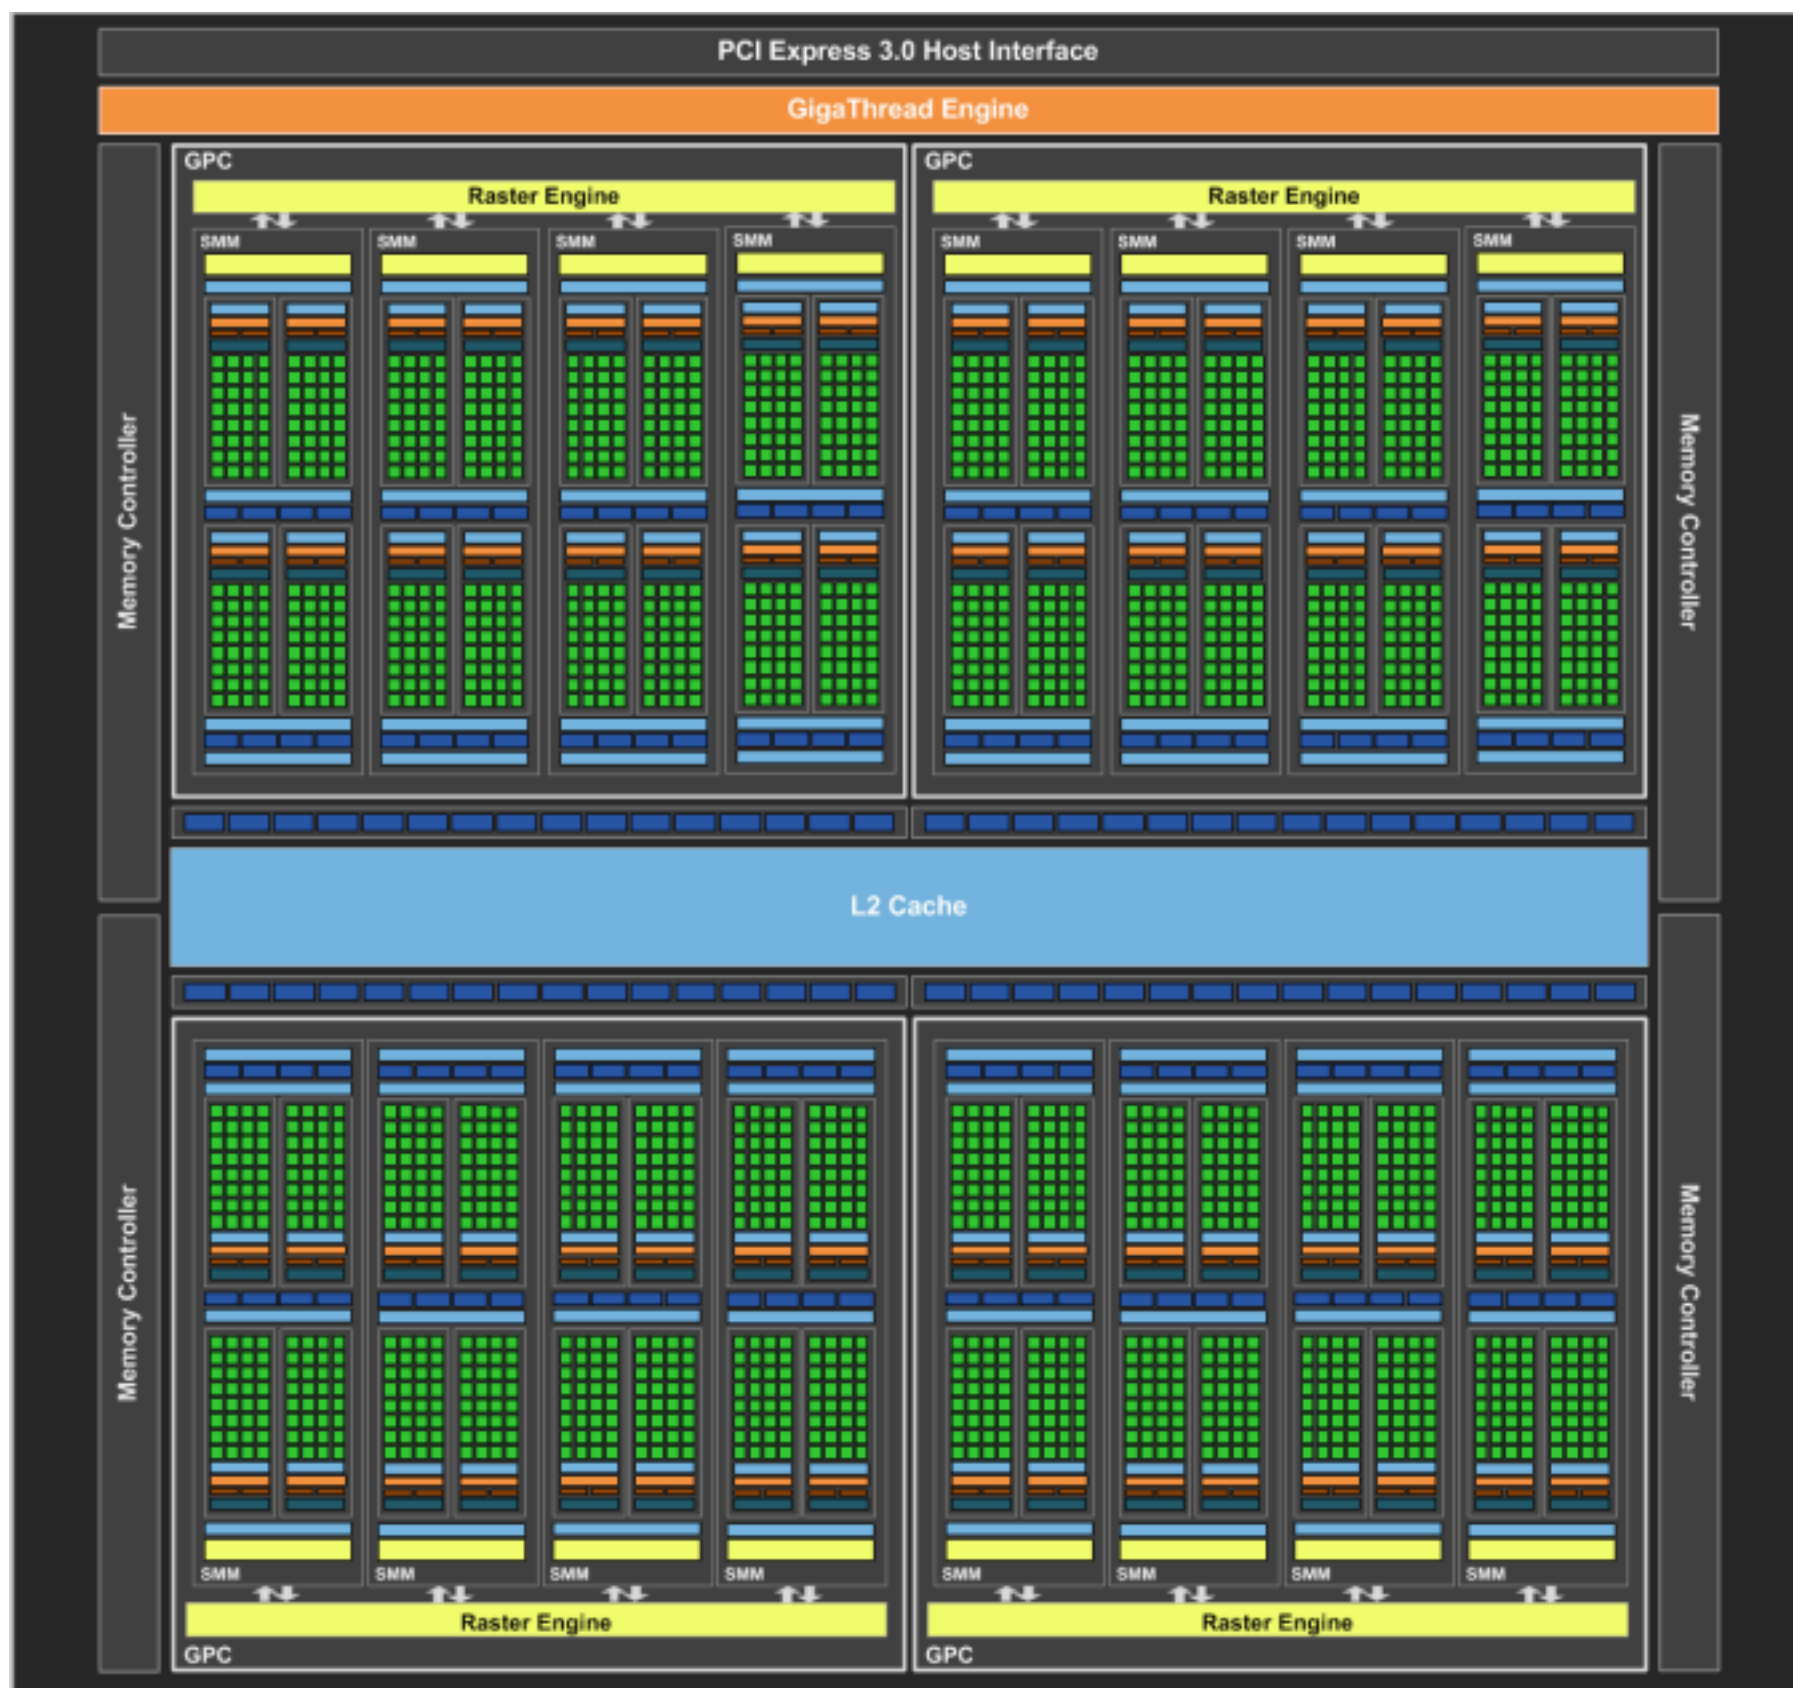 PCI Express 3.0 Host Interface
GigaThread Engine
GPC
GPC
Raster Engine
Raster Engine
SMM
SMM
SMM
SMM
SMM
SMM
SMM
SMM
Memory Controller
Memory Controller
L2 Cache
Memory Controller
Memory Controller
SMM
SMM
SMM
SMM
SMM
SMM
SMM
SMM
Raster Engine
Raster Engine
GPC
GPC